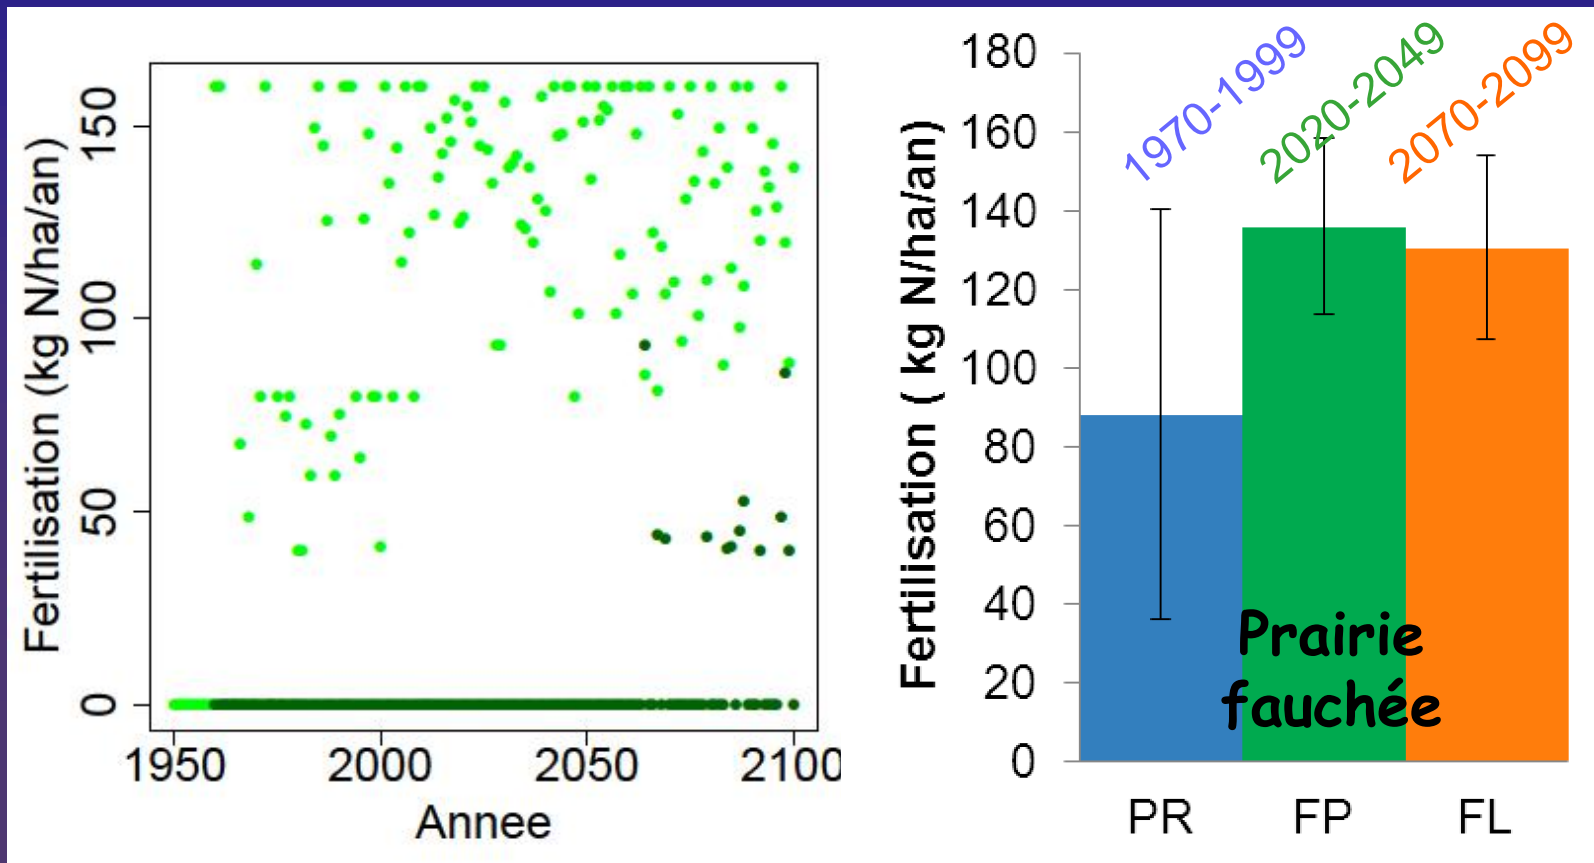 Fertilisation (kg N/ha/an)
150
100
50
0
1950 2000 2050 2100
Annee
Fertilisation ( kg N/ha/an)
180
160
140
120
100
80
60
40
20
0
1970-1999
2020-2049
2070-2099
Prairie
fauchée
PR FP FL